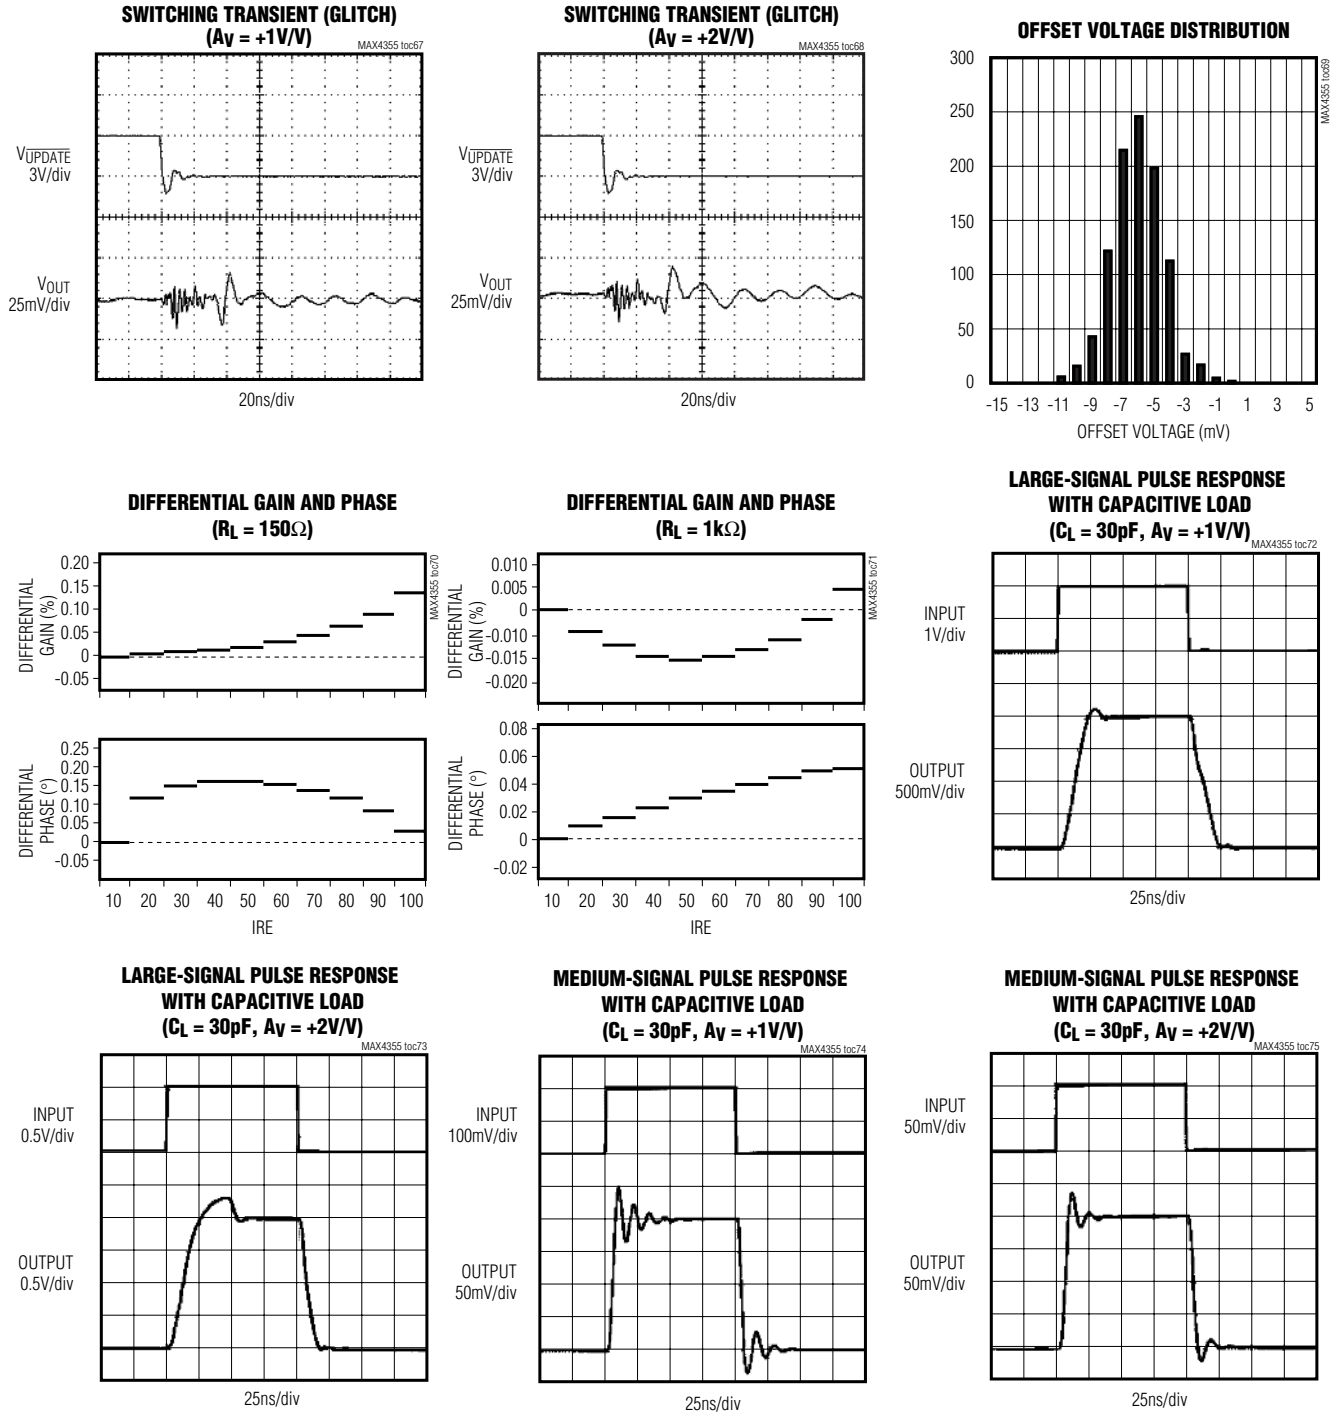 SWITCHING TRANSIENT (GLITCH)
(AV = +1V/V)
MAX4355 toc67
VUPDATE
3V/div
VOUT
25mV/div
20ns/div
SWITCHING TRANSIENT (GLITCH)
(AV = +2V/V)
MAX4355 toc68
VUPDATE
3V/div
VOUT
25mV/div
20ns/div
OFFSET VOLTAGE DISTRIBUTION
MAX4355 toc69
300
250
200
150
100
50
0
-15 -13 -11 -9 -7 -5 -3 -1 1 3 5
OFFSET VOLTAGE (mV)
DIFFERENTIAL GAIN AND PHASE
(RL = 150Ω)
MAX4355 toc70
DIFFERENTIAL
GAIN (%)
0.20
0.15
0.10
0.05
0
-0.05
DIFFERENTIAL
PHASE (°)
0.25
0.20
0.15
0.10
0.05
0
-0.05
10 20 30 40 50 60 70 80 90 100
IRE
DIFFERENTIAL GAIN AND PHASE
(RL = 1kΩ)
MAX4355 toc71
DIFFERENTIAL
GAIN (%)
0.010
0.005
0
-0.010
-0.015
-0.020
DIFFERENTIAL
PHASE (°)
0.08
0.06
0.04
0.02
0
-0.02
10 20 30 40 50 60 70 80 90 100
IRE
LARGE-SIGNAL PULSE RESPONSE
WITH CAPACITIVE LOAD
(CL = 30pF, AV = +1V/V)
MAX4355 toc72
INPUT
1V/div
OUTPUT
500mV/div
25ns/div
LARGE-SIGNAL PULSE RESPONSE
WITH CAPACITIVE LOAD
(CL = 30pF, AV = +2V/V)
MAX4355 toc73
INPUT
0.5V/div
OUTPUT
0.5V/div
25ns/div
MEDIUM-SIGNAL PULSE RESPONSE
WITH CAPACITIVE LOAD
(CL = 30pF, AV = +1V/V)
MAX4355 toc74
INPUT
100mV/div
OUTPUT
50mV/div
25ns/div
MEDIUM-SIGNAL PULSE RESPONSE
WITH CAPACITIVE LOAD
(CL = 30pF, AV = +2V/V)
MAX4355 toc75
INPUT
50mV/div
OUTPUT
50mV/div
25ns/div